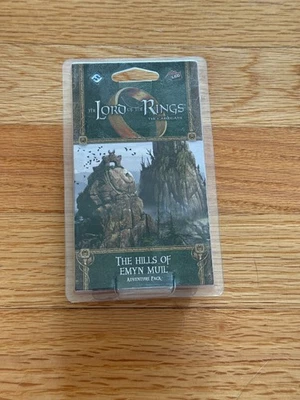 THE LORD OF THE RINGS
THE CARD GAME
THE HILLS OF
EMYN MUIL
ADVENTURE PACK